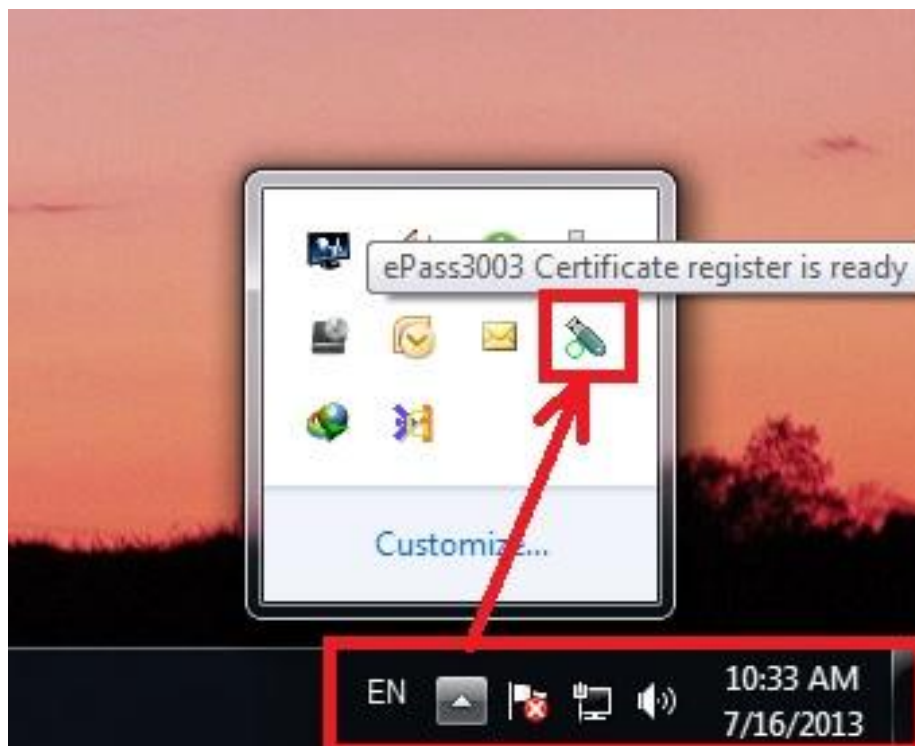 ePass3003 Certificate register is ready
Customize...
EN
10:33 AM
7/16/2013